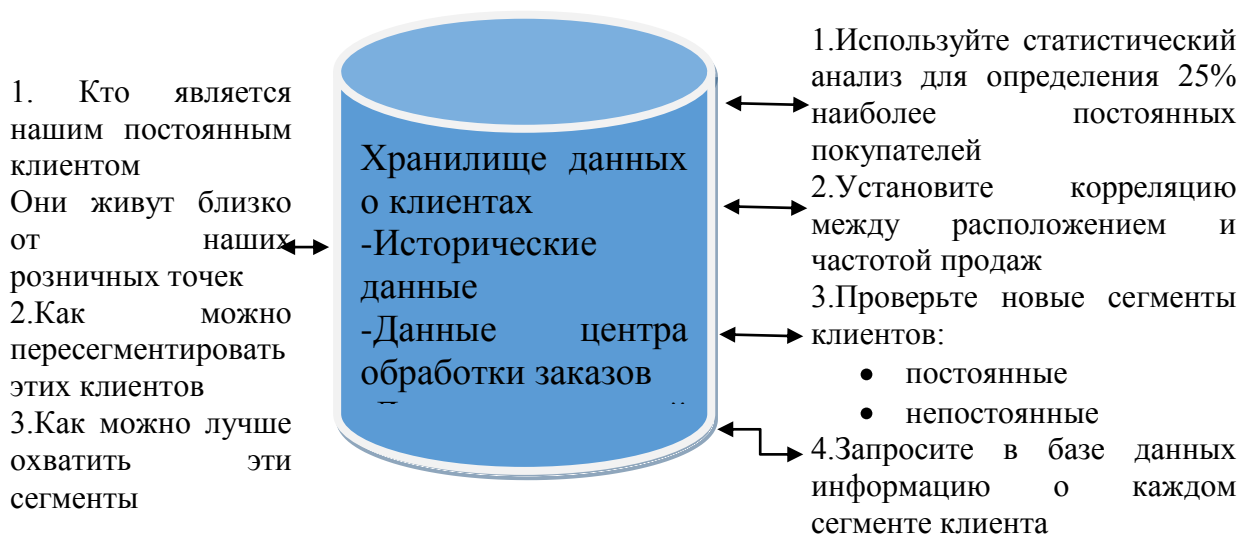 1. Кто является
нашим постоянным
клиентом
Они живут близко
от наших
розничных точек
2.Как можно
пересегментировать
этих клиентов
3.Как можно лучше
охватить эти
сегменты
Хранилище данных
о клиентах
-Исторические
данные
-Данные центра
обработки заказов
1.Используйте статистический
анализ для определения 25%
наиболее постоянных
покупателей
2.Установите корреляцию
между расположением и
частотой продаж
3.Проверьте новые сегменты
клиентов:
• постоянные
• непостоянные
4.Запросите в базе данных
информацию о каждом
сегменте клиента